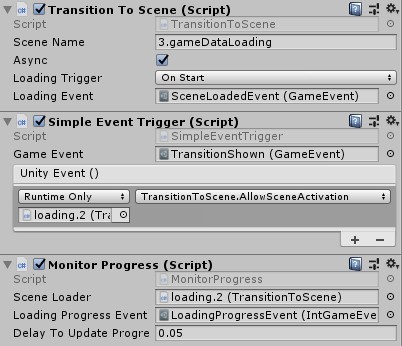 Transition To Scene (Script)
Script TransitionToScene
Scene Name 3.gameDataLoading
Async
Loading Trigger On Start
Loading Event SceneLoadedEvent (GameEvent)
Simple Event Trigger (Script)
Script SimpleEventTrigger
Game Event TransitionShown (GameEvent)
Unity Event ()
Runtime Only TransitionToScene.AllowSceneActivation
loading.2 (Tra
+ −
Monitor Progress (Script)
Script MonitorProgress
Scene Loader loading.2 (TransitionToScene)
Loading Progress Event LoadingProgressEvent (IntGameEve
Delay To Update Progre 0.05